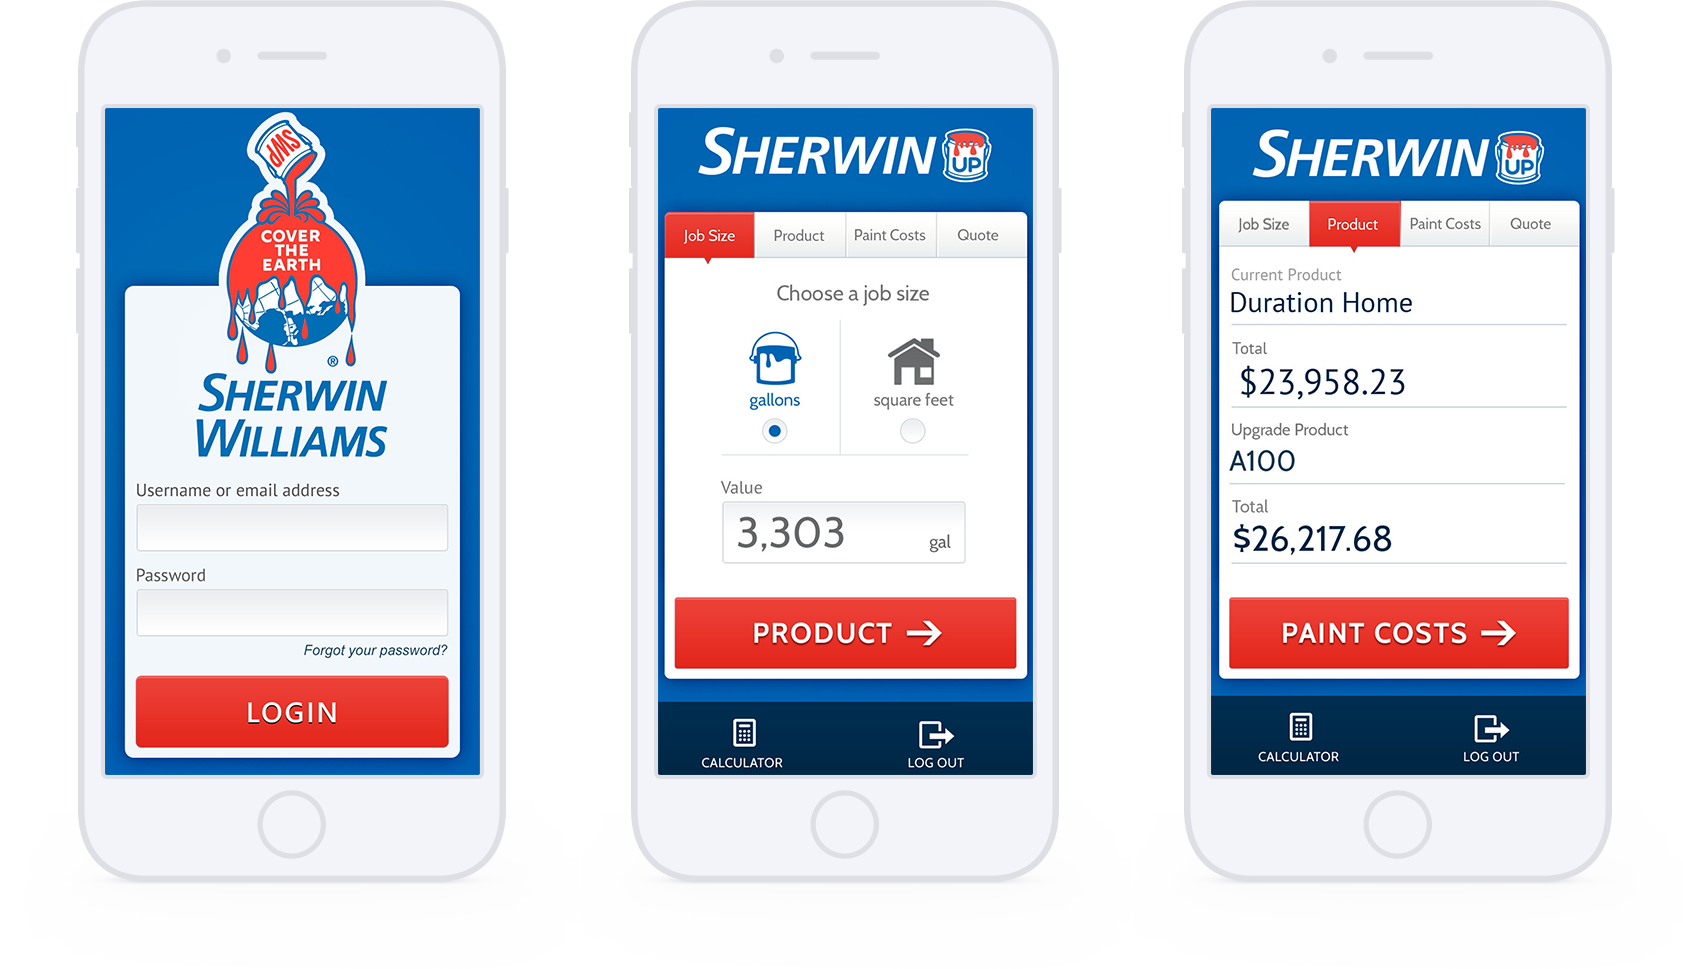 SWP
COVER
THE
EARTH
®
SHERWIN
WILLIAMS
Username or email address
Password
Forgot your password?
LOGIN
SHERWIN UP
Job Size Product Paint Costs Quote
Choose a job size
gallons square feet
Value
3,303 gal
PRODUCT
CALCULATOR LOG OUT
SHERWIN UP
Job Size Product Paint Costs Quote
Current Product
Duration Home
Total
$23,958.23
Upgrade Product
A100
Total
$26,217.68
PAINT COSTS
CALCULATOR LOG OUT